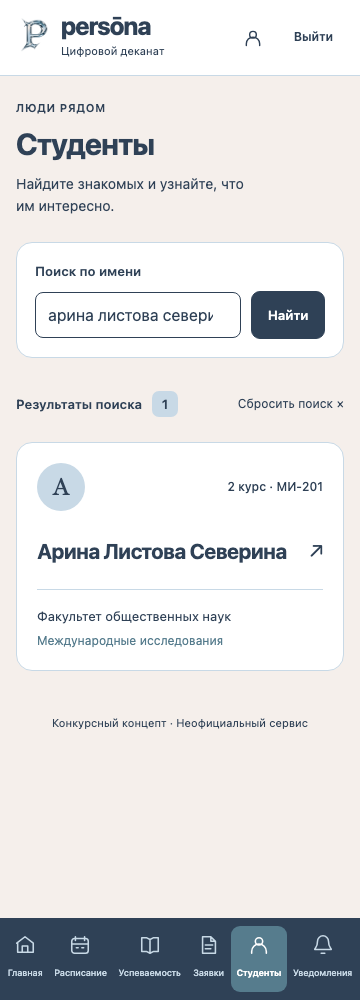 persōna
Цифровой деканат
Выйти
ЛЮДИ РЯДОМ
Студенты
Найдите знакомых и узнайте, что
им интересно.
Поиск по имени
арина листова севери
Найти
Результаты поиска 1
Сбросить поиск ×
А
2 курс · МИ-201
Арина Листова Северина
Факультет общественных наук
Международные исследования
Конкурсный концепт · Неофициальный сервис
Главная
Расписание
Успеваемость
Заявки
Студенты
Уведомления